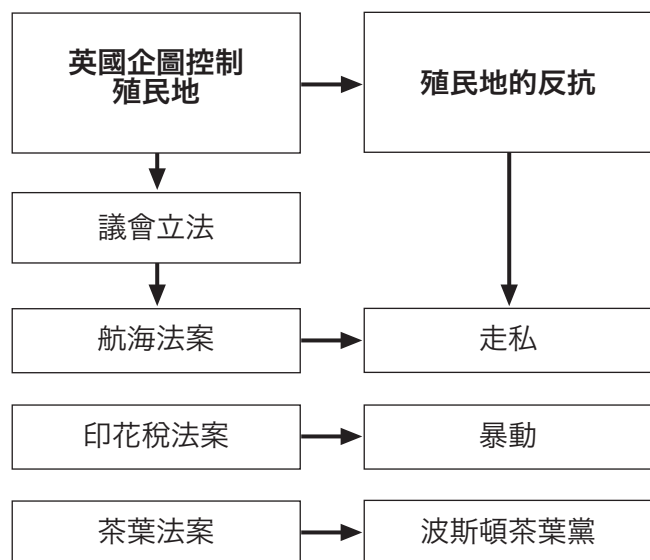 英國企圖控制
殖民地
殖民地的反抗
議會立法
航海法案
走私
印花稅法案
暴動
茶葉法案
波斯頓茶葉黨